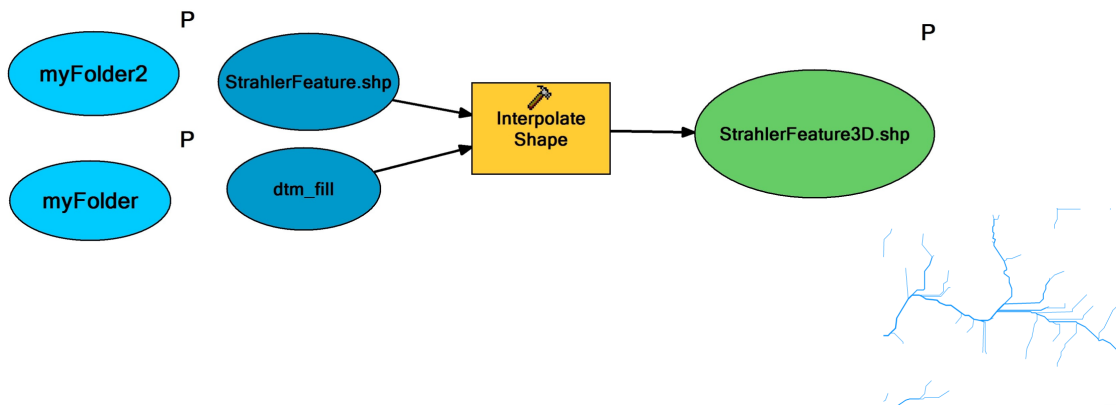 P
P
myFolder2
StrahlerFeature.shp
Interpolate
Shape
StrahlerFeature3D.shp
P
myFolder
dtm_fill